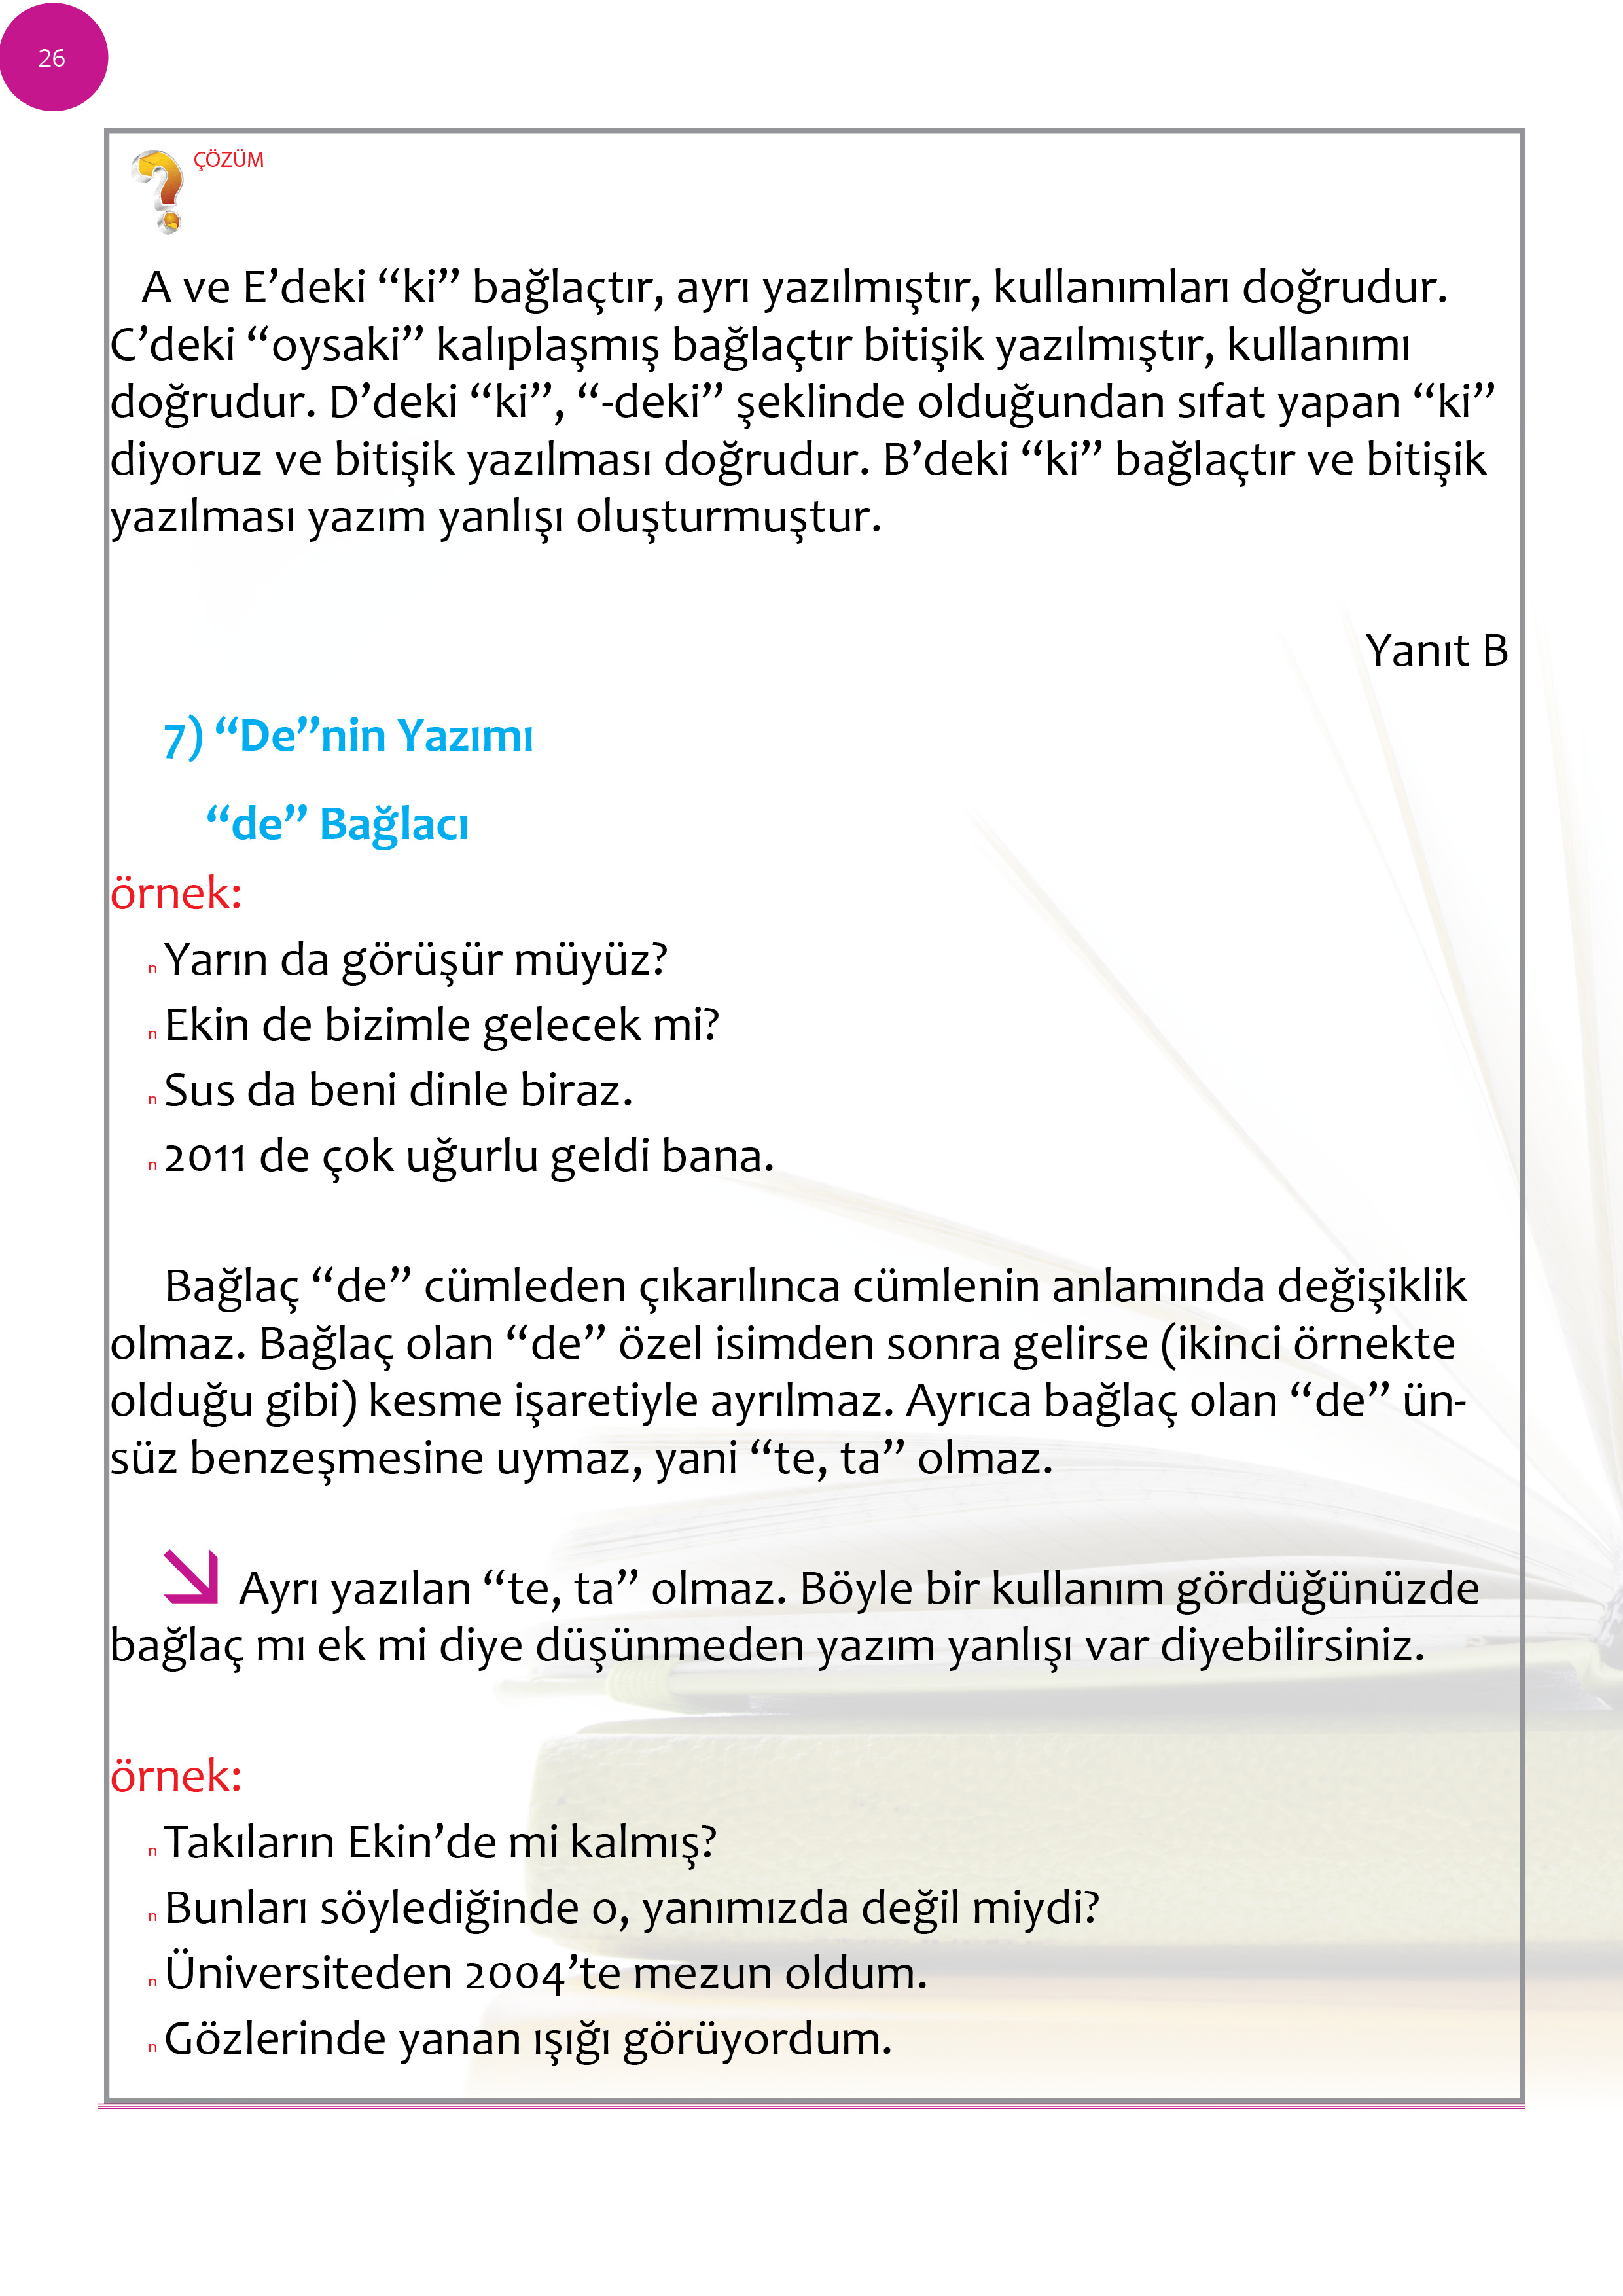 26
ÇÖZÜM
A ve E’deki “ki” bağlaçtır, ayrı yazılmıştır, kullanımları doğrudur.
C’deki “oysaki” kalıplaşmış bağlaçtır bitişik yazılmıştır, kullanımı
doğrudur. D’deki “ki”, “-deki” şeklinde olduğundan sıfat yapan “ki”
diyoruz ve bitişik yazılması doğrudur. B’deki “ki” bağlaçtır ve bitişik
yazılması yazım yanlışı oluşturmuştur.
Yanıt B
7) “De”nin Yazımı
“de” Bağlacı
örnek:
n Yarın da görüşür müyüz?
n Ekin de bizimle gelecek mi?
n Sus da beni dinle biraz.
n 2011 de çok uğurlu geldi bana.
Bağlaç “de” cümleden çıkarılınca cümlenin anlamında değişiklik
olmaz. Bağlaç olan “de” özel isimden sonra gelirse (ikinci örnekte
olduğu gibi) kesme işaretiyle ayrılmaz. Ayrıca bağlaç olan “de” ün-
süz benzeşmesine uymaz, yani “te, ta” olmaz.
Ayrı yazılan “te, ta” olmaz. Böyle bir kullanım gördüğünüzde
bağlaç mı ek mi diye düşünmeden yazım yanlışı var diyebilirsiniz.
örnek:
n Takıların Ekin’de mi kalmış?
n Bunları söylediğinde o, yanımızda değil miydi?
n Üniversiteden 2004’te mezun oldum.
n Gözlerinde yanan ışığı görüyordum.